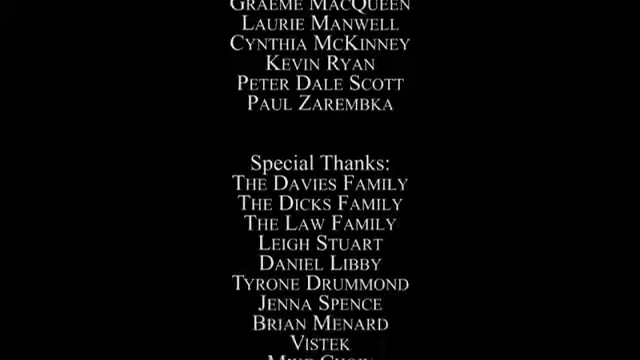 GRAEME MACQUEEN
LAURIE MANWELL
CYNTHIA MCKINNEY
KEVIN RYAN
PETER DALE SCOTT
PAUL ZAREMBKA
Special Thanks:
THE DAVIES FAMILY
THE DICKS FAMILY
THE LAW FAMILY
LEIGH STUART
DANIEL LIBBY
TYRONE DRUMMOND
JENNA SPENCE
BRIAN MENARD
VISTEK